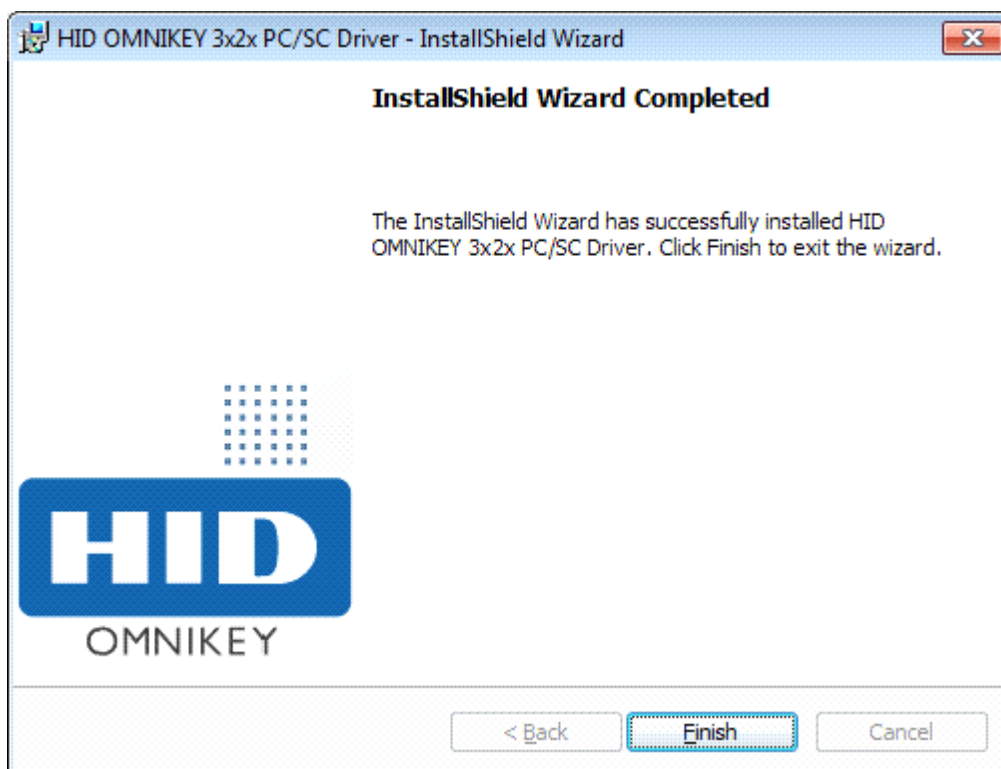 HID OMNIKEY 3x2x PC/SC Driver - InstallShield Wizard
InstallShield Wizard Completed
The InstallShield Wizard has successfully installed HID
OMNIKEY 3x2x PC/SC Driver. Click Finish to exit the wizard.
HID
OMNIKEY
< Back
Finish
Cancel